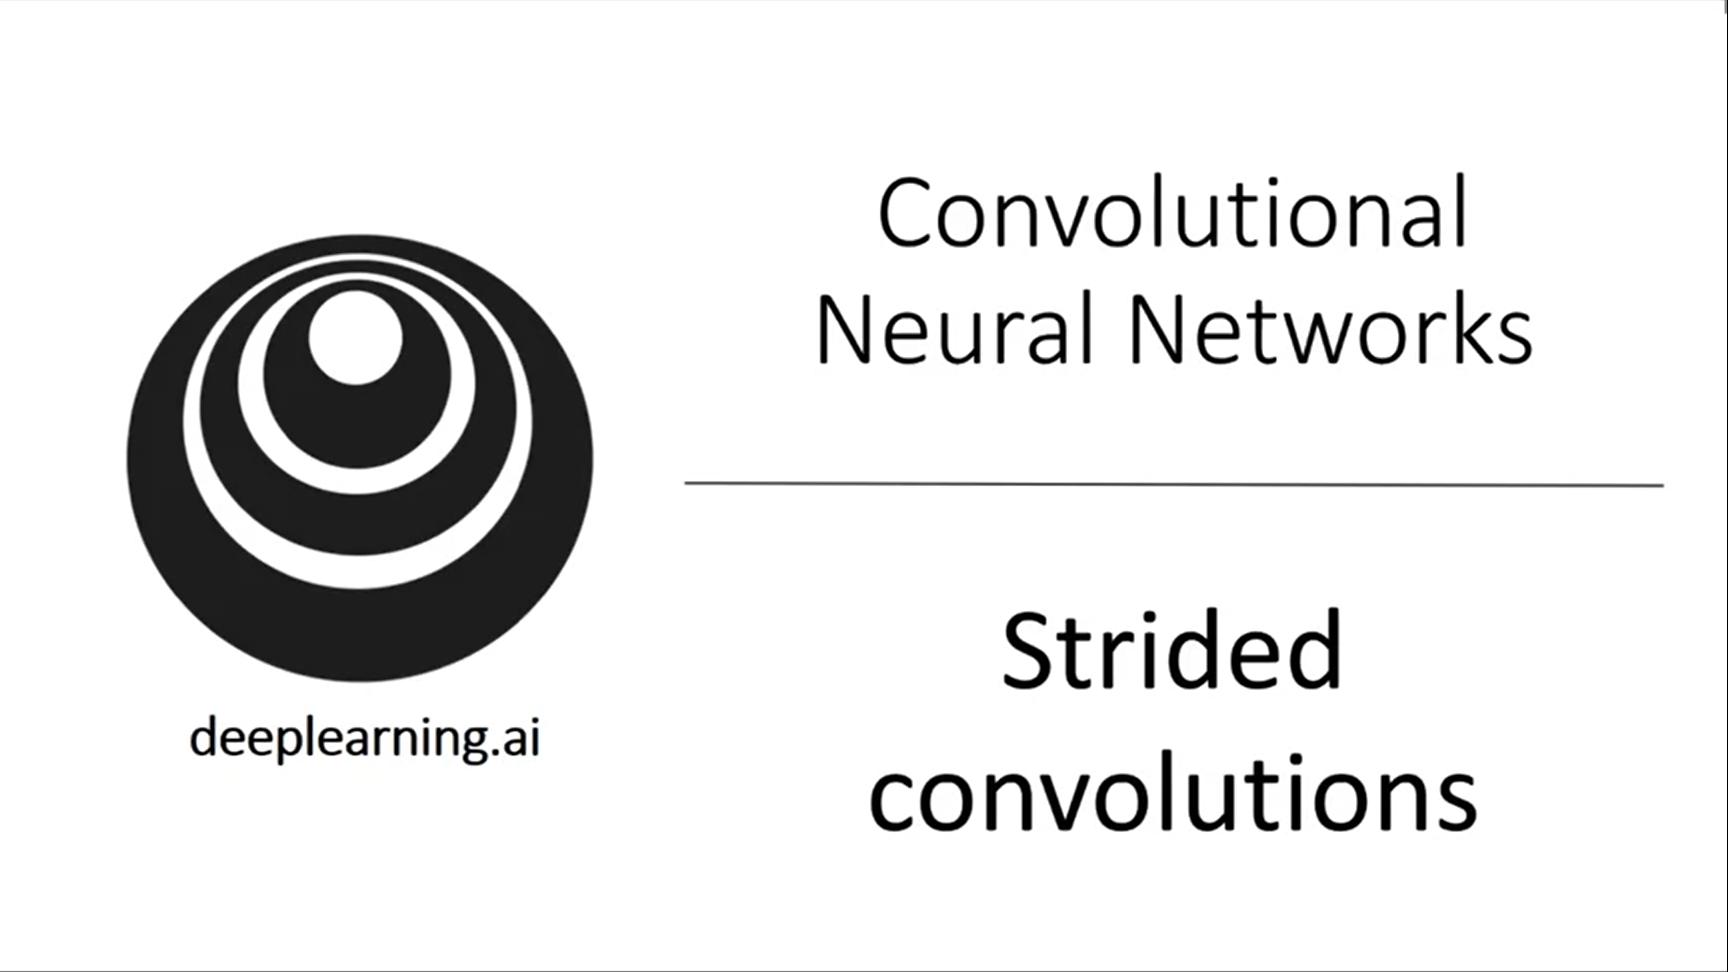 Convolutional
Neural Networks
Strided
convolutions
deeplearning.ai